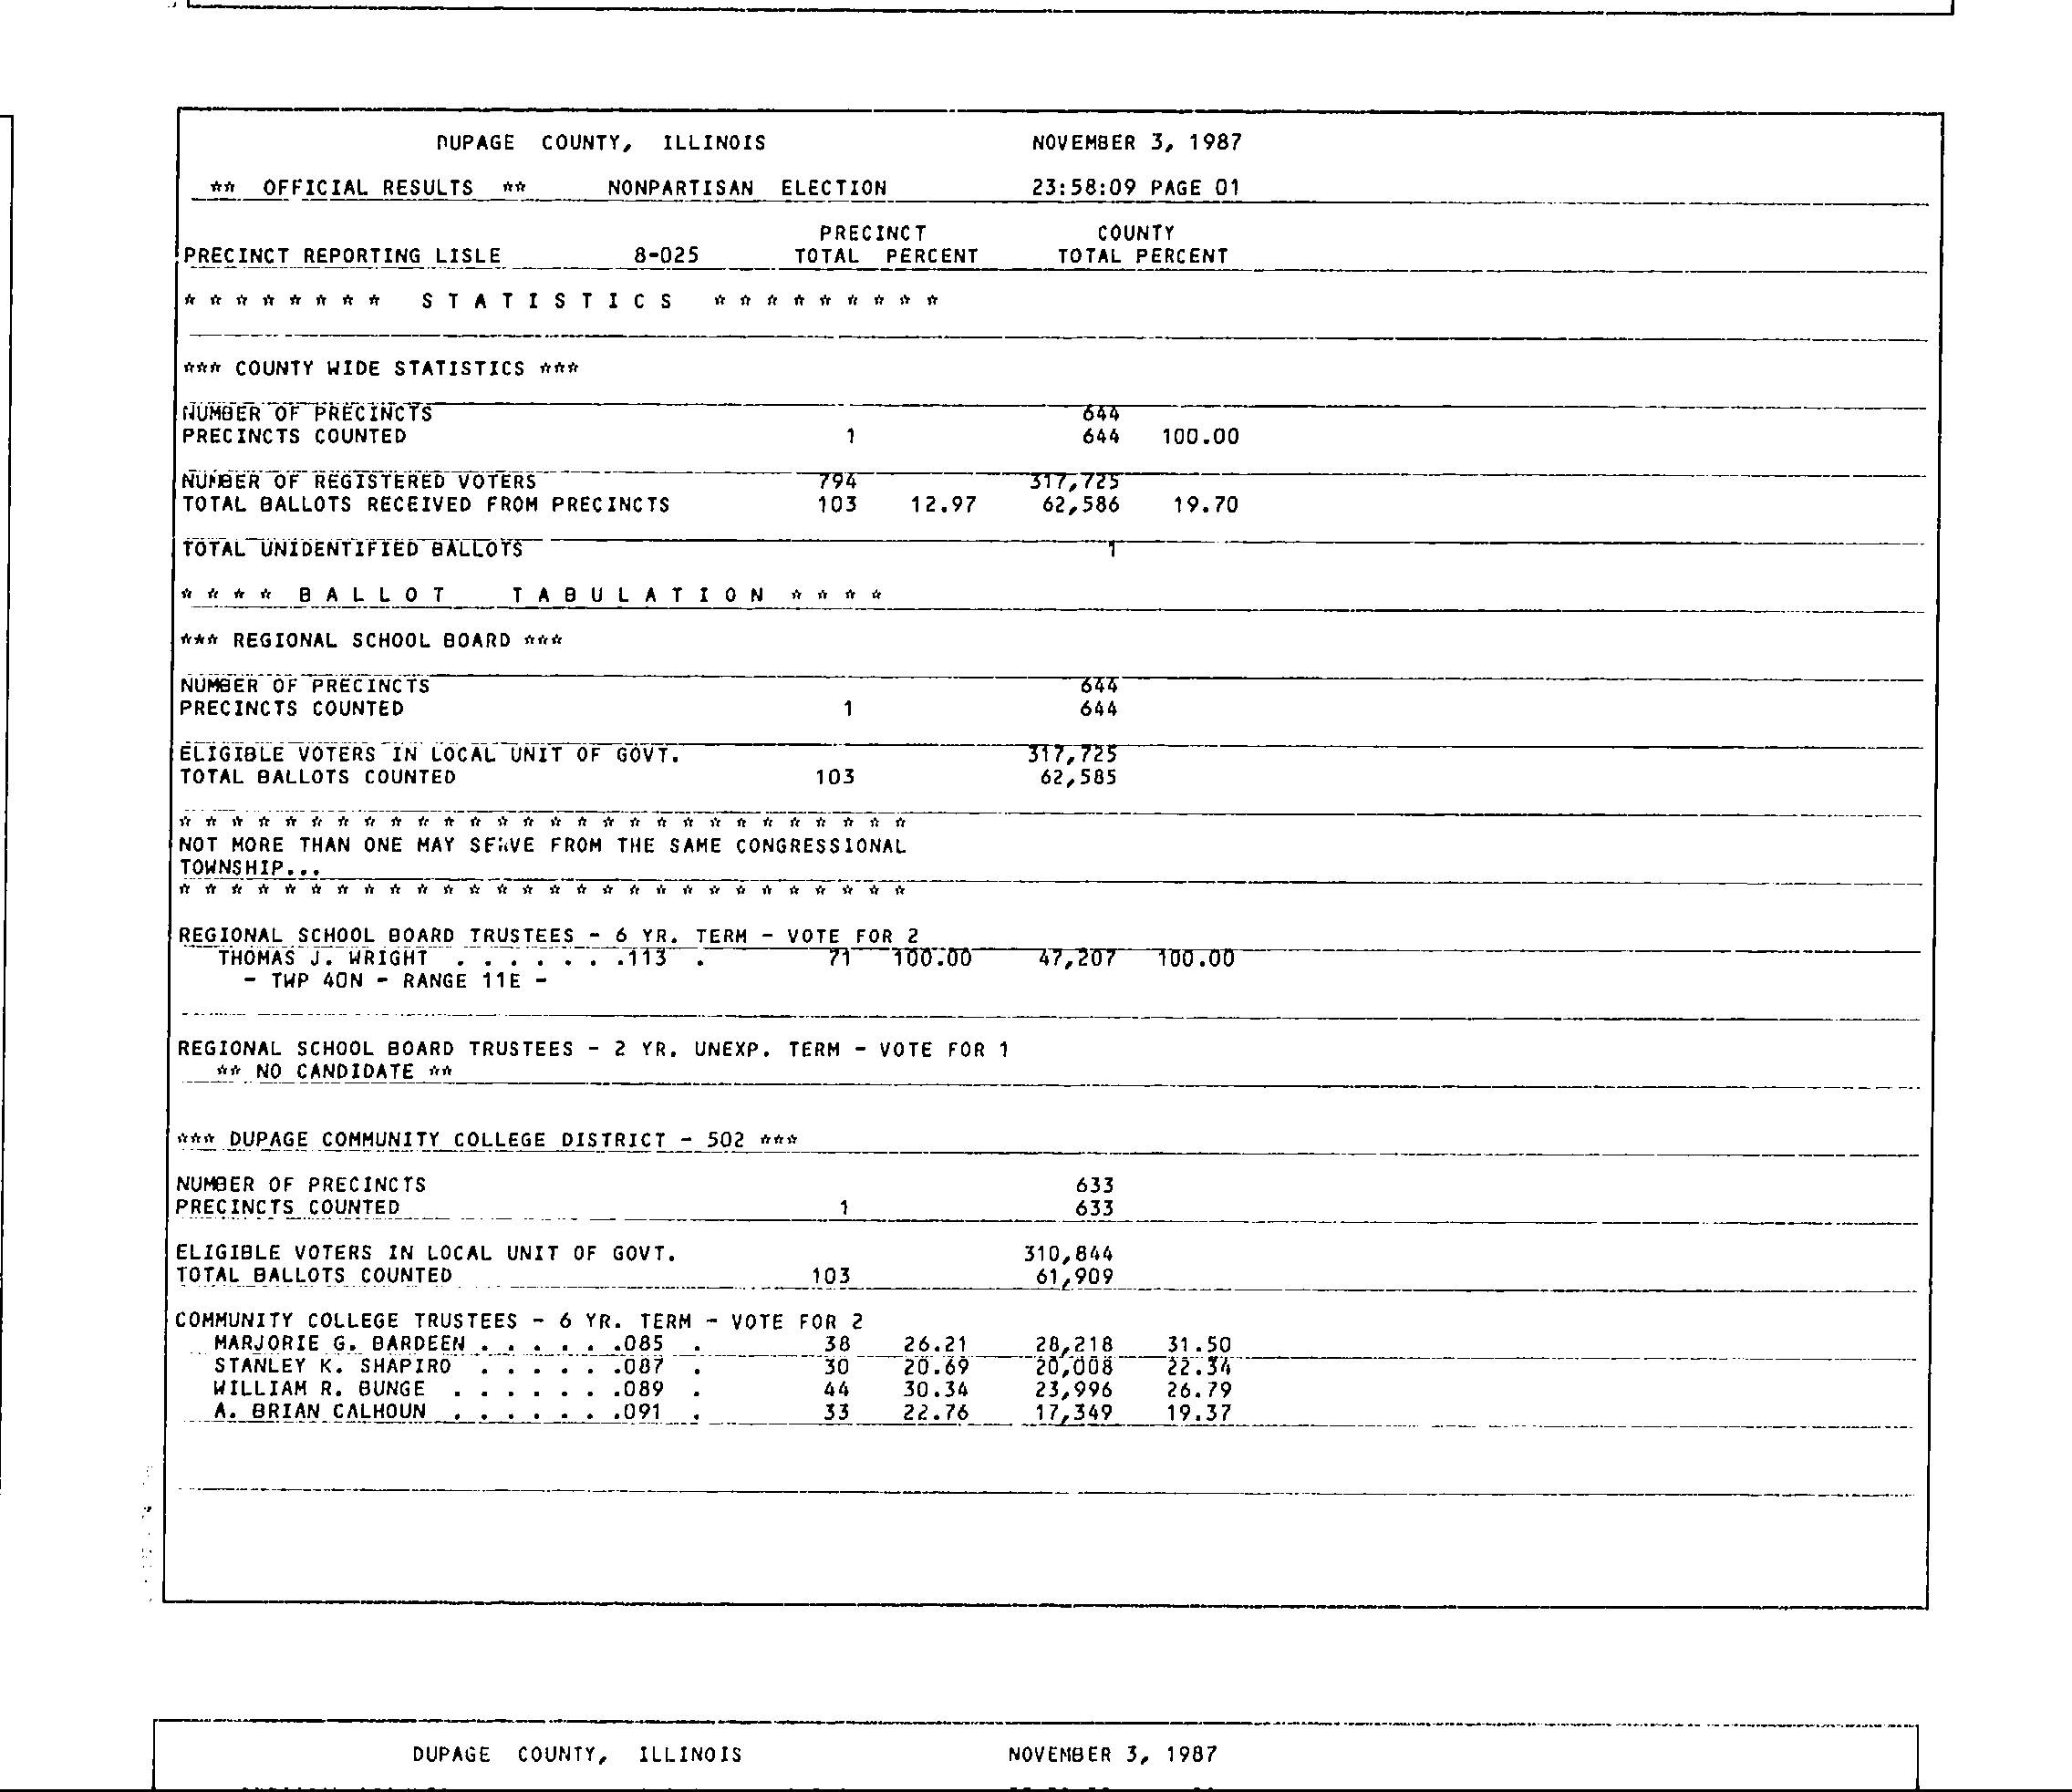 DUPAGE COUNTY, ILLINOIS NOVEMBER 3, 1987
** OFFICIAL RESULTS ** NONPARTISAN ELECTION 23:58:09 PAGE 01
PRECINCT COUNTY
PRECINCT REPORTING LISLE 8-025 TOTAL PERCENT TOTAL PERCENT
* * * * * * * * S T A T I S T I C S * * * * * * * * *
*** COUNTY WIDE STATISTICS ***
NUMBER OF PRECINCTS 644
PRECINCTS COUNTED 1 644 100.00
NUMBER OF REGISTERED VOTERS 794 317,725
TOTAL BALLOTS RECEIVED FROM PRECINCTS 103 12.97 62,586 19.70
TOTAL UNIDENTIFIED BALLOTS 1
* * * * B A L L O T T A B U L A T I O N * * * *
*** REGIONAL SCHOOL BOARD ***
NUMBER OF PRECINCTS 644
PRECINCTS COUNTED 1 644
ELIGIBLE VOTERS IN LOCAL UNIT OF GOVT. 317,725
TOTAL BALLOTS COUNTED 103 62,585
* * * * * * * * * * * * * * * * * * * * * * * * * * * *
NOT MORE THAN ONE MAY SERVE FROM THE SAME CONGRESSIONAL
TOWNSHIP...
* * * * * * * * * * * * * * * * * * * * * * * * * * * *
REGIONAL SCHOOL BOARD TRUSTEES - 6 YR. TERM - VOTE FOR 2
THOMAS J. WRIGHT . . . . . . .113 . 71 100.00 47,207 100.00
- TWP 40N - RANGE 11E -
REGIONAL SCHOOL BOARD TRUSTEES - 2 YR. UNEXP. TERM - VOTE FOR 1
** NO CANDIDATE **
*** DUPAGE COMMUNITY COLLEGE DISTRICT - 502 ***
NUMBER OF PRECINCTS 633
PRECINCTS COUNTED 1 633
ELIGIBLE VOTERS IN LOCAL UNIT OF GOVT. 310,844
TOTAL BALLOTS COUNTED 103 61,909
COMMUNITY COLLEGE TRUSTEES - 6 YR. TERM - VOTE FOR 2
MARJORIE G. BARDEEN . . . . . .085 . 38 26.21 28,218 31.50
STANLEY K. SHAPIRO . . . . . .087 . 30 20.69 20,008 22.34
WILLIAM R. BUNGE . . . . . . .089 . 44 30.34 23,996 26.79
A. BRIAN CALHOUN . . . . . . .091 . 33 22.76 17,349 19.37
DUPAGE COUNTY, ILLINOIS NOVEMBER 3, 1987